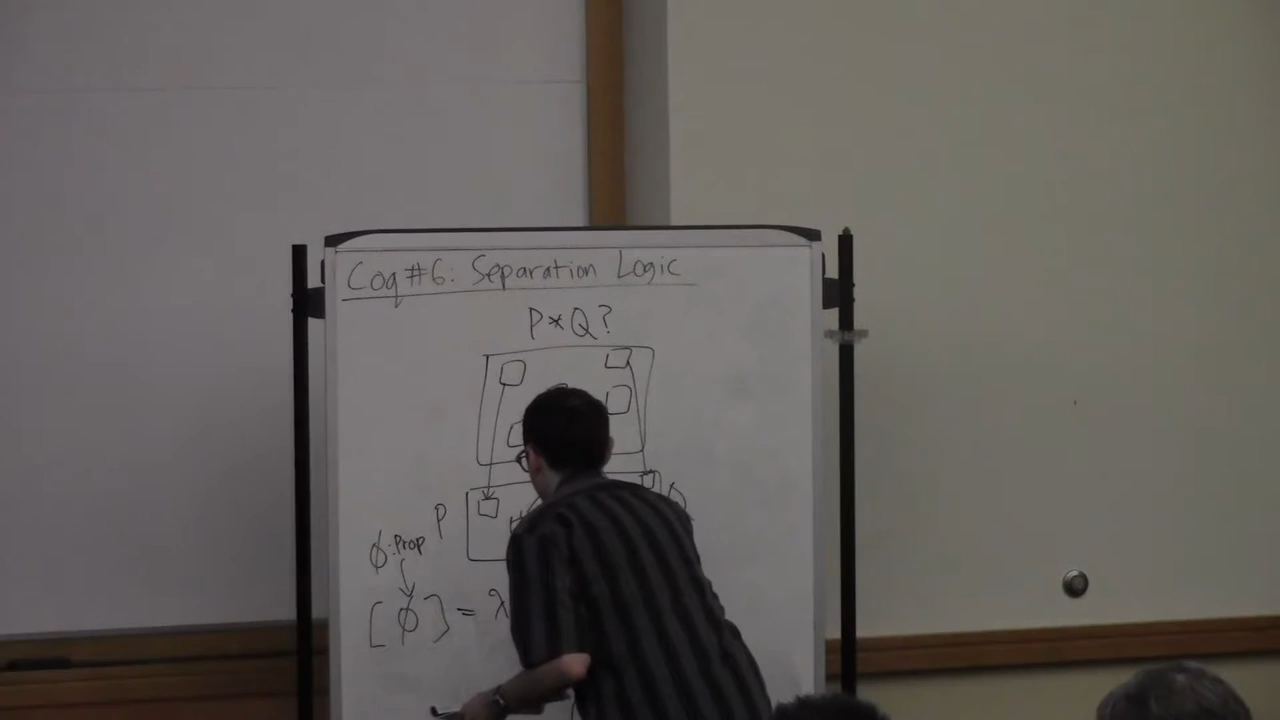 Coq #6: Separation Logic
P*Q?
P
ϕ:Prop
[ϕ] = λ